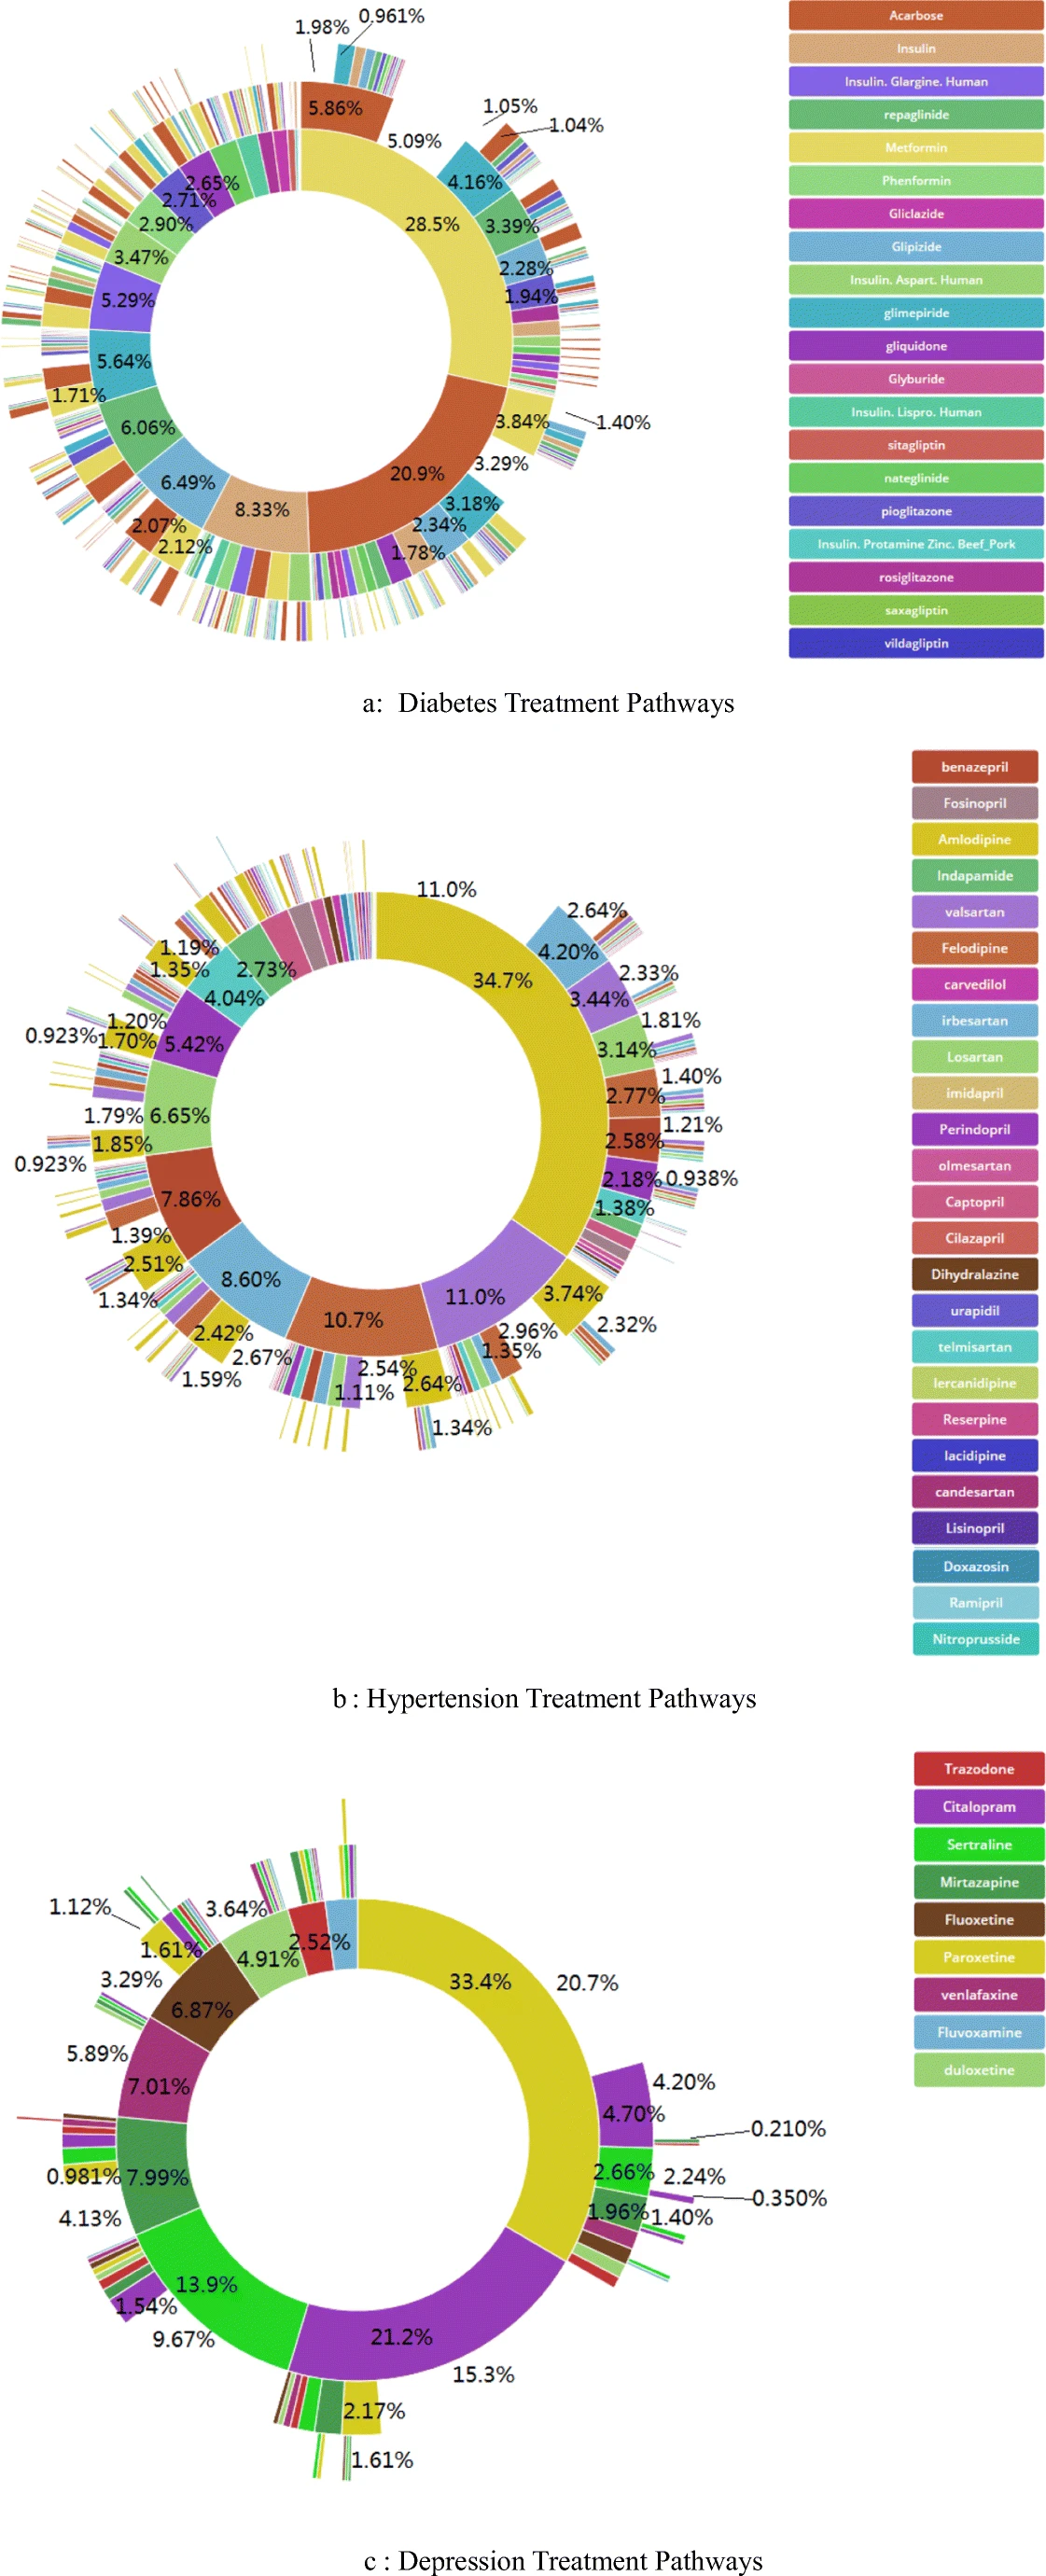 1.98%
0.961%
5.86%
5.09%
1.05%
1.04%
4.16%
28.5%
3.39%
2.28%
1.94%
2.65%
2.71%
2.90%
3.47%
5.29%
5.64%
1.71%
6.06%
6.49%
8.33%
2.07%
2.12%
20.9%
3.84%
1.40%
3.29%
3.18%
2.34%
1.78%
Acarbose
Insulin
Insulin. Glargine. Human
repaglinide
Metformin
Phenformin
Gliclazide
Glipizide
Insulin. Aspart. Human
glimepiride
gliquidone
Glyburide
Insulin. Lispro. Human
sitagliptin
nateglinide
pioglitazone
Insulin. Protamine Zinc. Beef_Pork
rosiglitazone
saxagliptin
vildagliptin
a: Diabetes Treatment Pathways
11.0%
34.7%
2.64%
4.20%
2.33%
3.44%
1.81%
3.14%
1.40%
2.77%
1.21%
2.58%
2.18%
0.938%
1.38%
1.19%
1.35%
2.73%
4.04%
1.20%
0.923%
1.70%
5.42%
1.79%
6.65%
1.85%
0.923%
7.86%
1.39%
2.51%
1.34%
8.60%
2.42%
2.67%
1.59%
10.7%
2.54%
1.11%
2.64%
1.34%
11.0%
2.96%
1.35%
3.74%
2.32%
benazepril
Fosinopril
Amlodipine
Indapamide
valsartan
Felodipine
carvedilol
irbesartan
Losartan
imidapril
Perindopril
olmesartan
Captopril
Cilazapril
Dihydralazine
urapidil
telmisartan
lercanidipine
Reserpine
lacidipine
candesartan
Lisinopril
Doxazosin
Ramipril
Nitroprusside
b : Hypertension Treatment Pathways
33.4%
20.7%
4.20%
4.70%
0.210%
2.66%
2.24%
0.350%
1.96%
1.40%
1.12%
3.64%
2.52%
1.61%
4.91%
3.29%
6.87%
5.89%
7.01%
0.981%
7.99%
4.13%
13.9%
1.54%
9.67%
21.2%
15.3%
2.17%
1.61%
Trazodone
Citalopram
Sertraline
Mirtazapine
Fluoxetine
Paroxetine
venlafaxine
Fluvoxamine
duloxetine
c : Depression Treatment Pathways